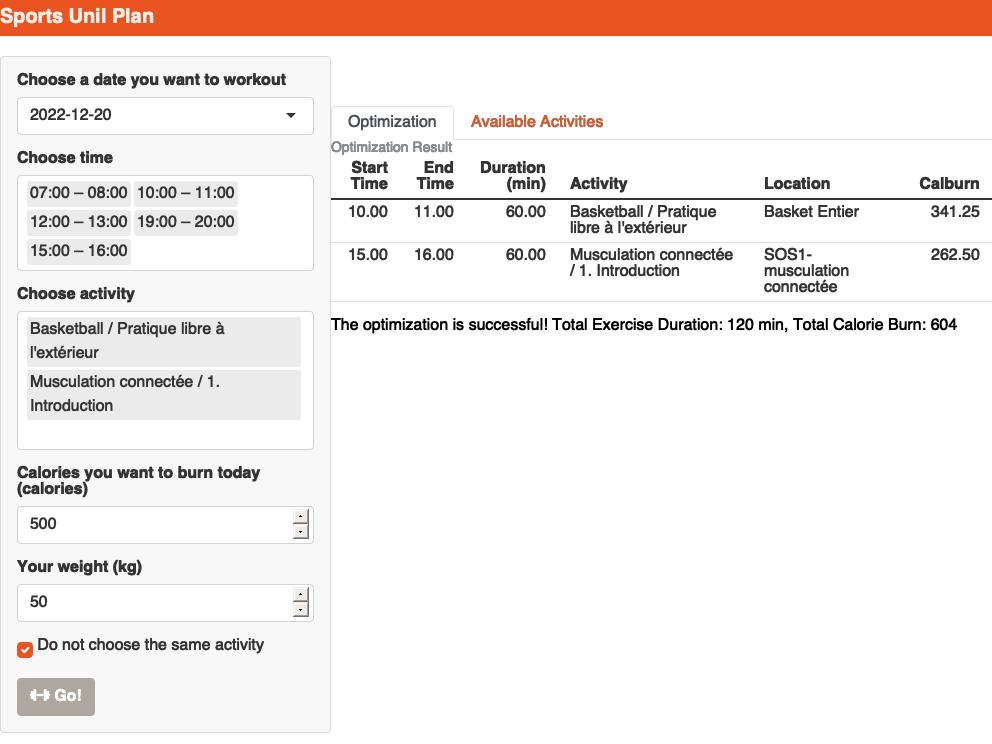 Sports Unil Plan
Choose a date you want to workout
2022-12-20
Choose time
07:00 – 08:00 10:00 – 11:00
12:00 – 13:00 19:00 – 20:00
15:00 – 16:00
Choose activity
Basketball / Pratique libre à
l'extérieur
Musculation connectée / 1.
Introduction
Calories you want to burn today
(calories)
500
Your weight (kg)
50
Do not choose the same activity
Go!
Optimization Available Activities
Optimization Result
Start End Duration
Time Time (min) Activity Location Calburn
10.00 11.00 60.00 Basketball / Pratique Basket Entier 341.25
libre à l'extérieur
15.00 16.00 60.00 Musculation connectée SOS1- 262.50
/ 1. Introduction musculation
connectée
The optimization is successful! Total Exercise Duration: 120 min, Total Calorie Burn: 604